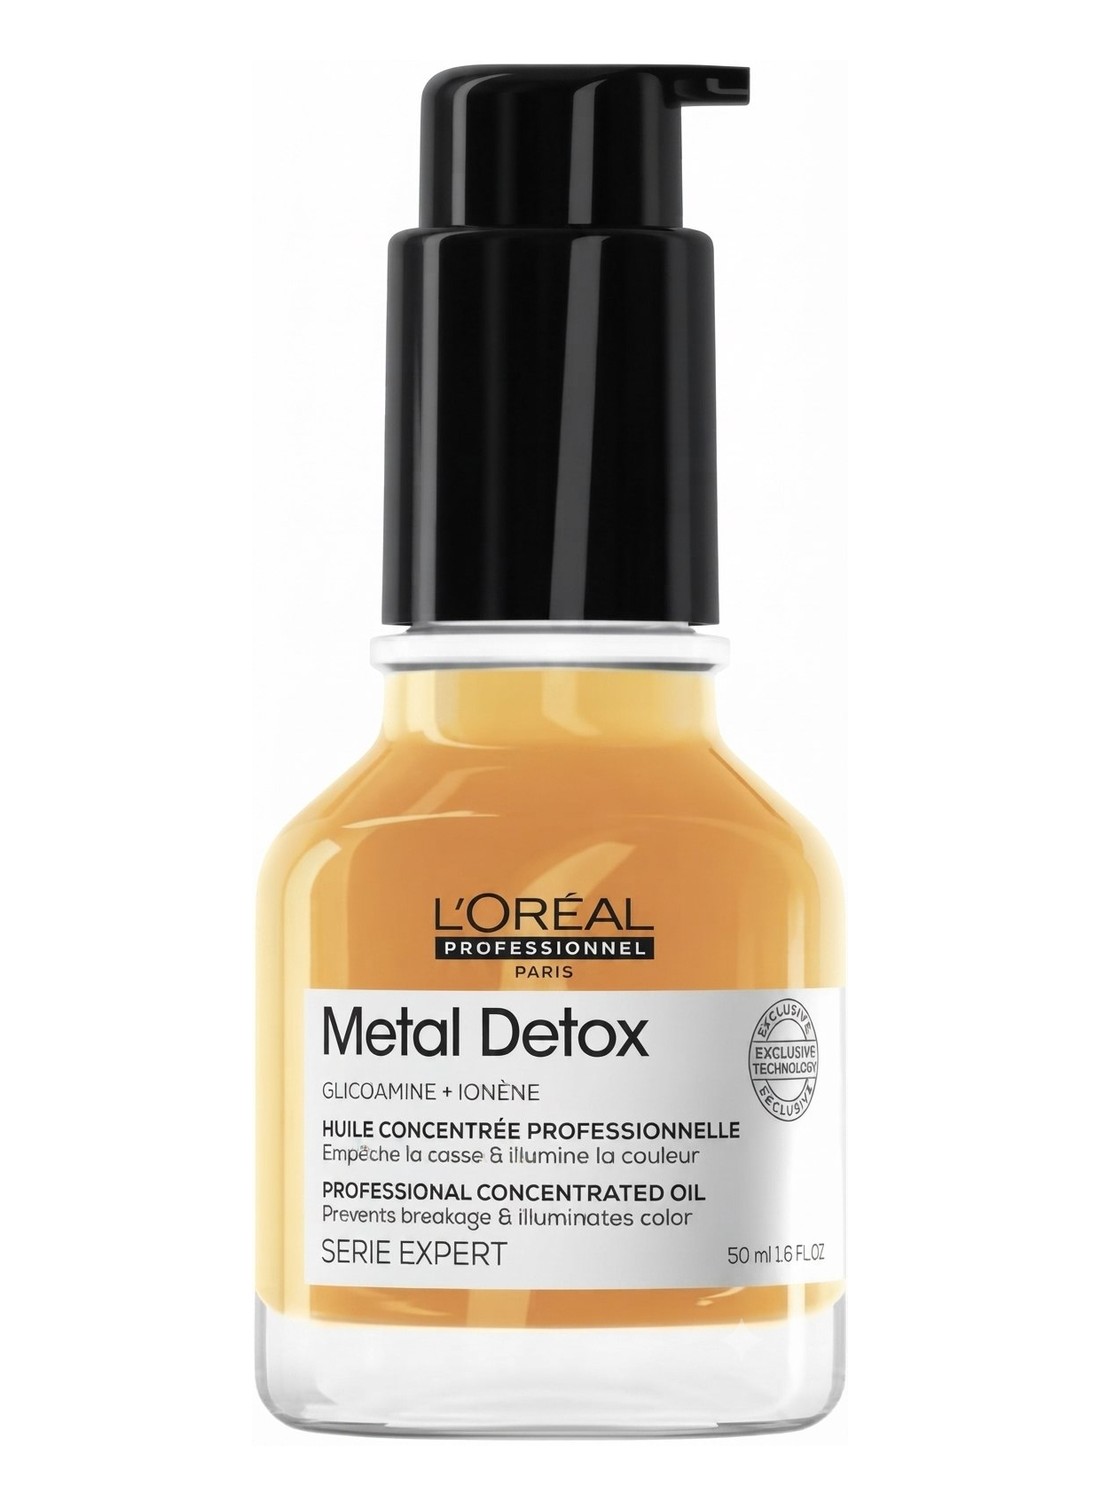 L'ORÉAL
PROFESSIONNEL
PARIS
Metal Detox
EXCLUSIVE
EXCLUSIVE
TECHNOLOGY
GLICOAMINE + IONÈNE
HUILE CONCENTRÉE PROFESSIONNELLE
Empêche la casse & illumine la couleur
PROFESSIONAL CONCENTRATED OIL
Prevents breakage & illuminates color
SERIE EXPERT
50 ml 1.6 FL.OZ